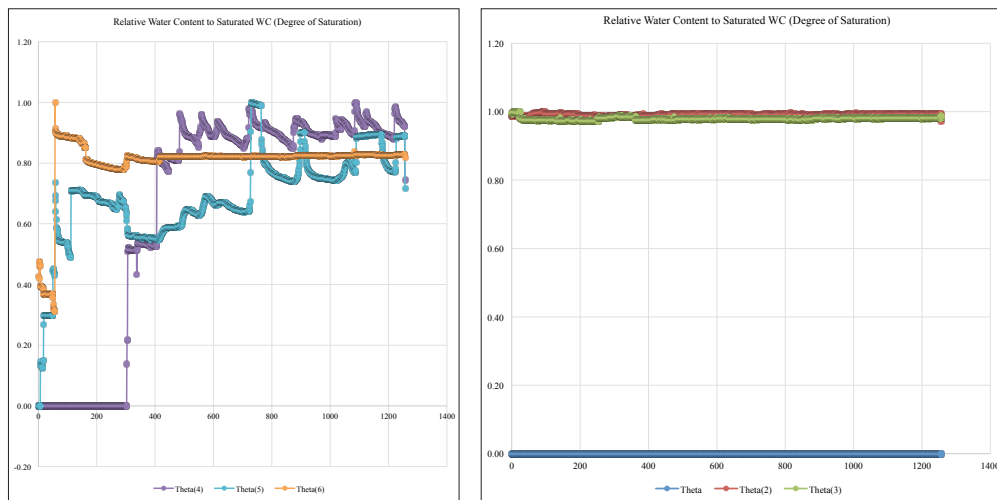 Relative Water Content to Saturated WC (Degree of Saturation)
1.20
1.00
0.80
0.60
0.40
0.20
0.00
0 200 400 600 800 1000 1200 1400
-0.20
Theta(4) Theta(5) Theta(6)
Relative Water Content to Saturated WC (Degree of Saturation)
1.20
1.00
0.80
0.60
0.40
0.20
0.00
0 200 400 600 800 1000 1200 1400
Theta Theta(2) Theta(3)